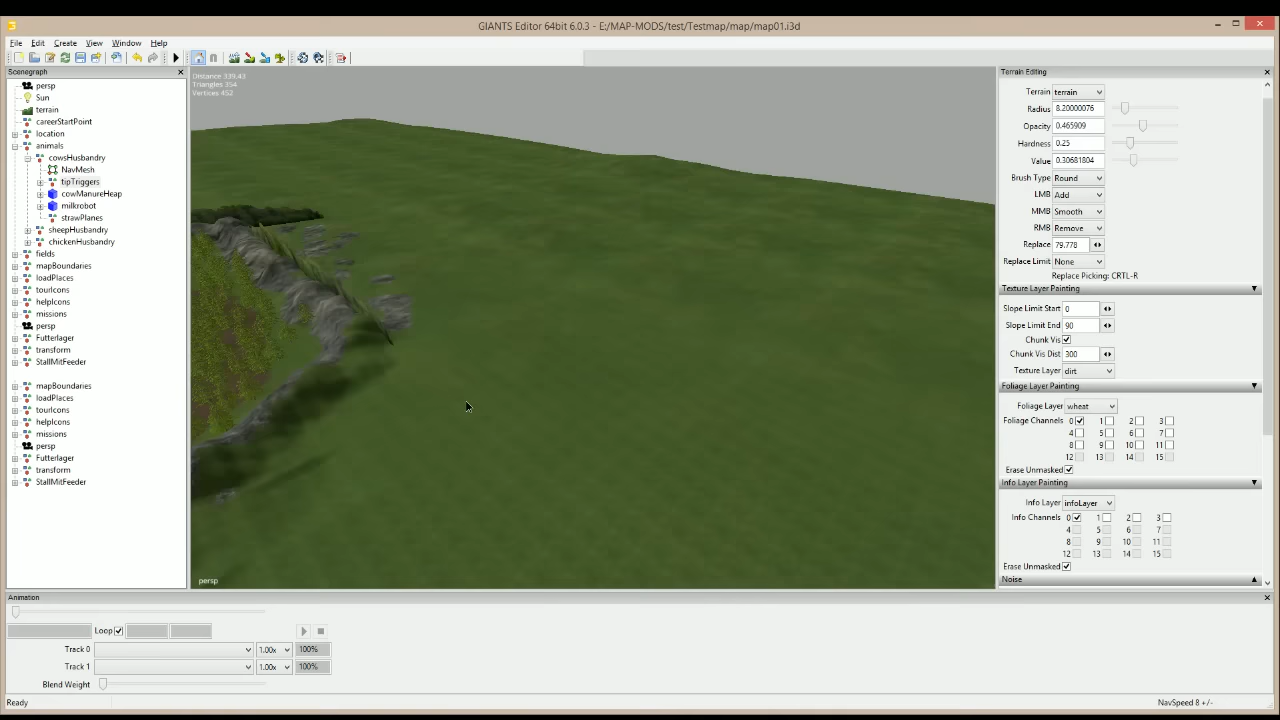 GIANTS Editor 64bit 6.0.3 - E:/MAP-MODS/test/Testmap/map/map01.i3d
File Edit Create View Window Help
Scenegraph
persp
Sun
terrain
careerStartPoint
location
animals
cowsHusbandry
NavMesh
tipTriggers
cowManureHeap
milkrobot
strawPlanes
sheepHusbandry
chickenHusbandry
fields
mapBoundaries
loadPlaces
tourIcons
helpIcons
missions
persp
Futterlager
transform
StallMitFeeder
mapBoundaries
loadPlaces
tourIcons
helpIcons
missions
persp
Futterlager
transform
StallMitFeeder
Distance 339.43
Triangles 354
Vertices 452
persp
Terrain Editing
Terrain terrain
Radius 8.20000076
Opacity 0.465909
Hardness 0.25
Value 0.30681804
Brush Type Round
LMB Add
MMB Smooth
RMB Remove
Replace 79.778
Replace Limit None
Replace Picking: CRTL-R
Texture Layer Painting
Slope Limit Start 0
Slope Limit End 90
Chunk Vis
Chunk Vis Dist 300
Texture Layer dirt
Foliage Layer Painting
Foliage Layer wheat
Foliage Channels 0 1 2 3
4 5 6 7
8 9 10 11
12 13 14 15
Erase Unmasked
Info Layer Painting
Info Layer infoLayer
Info Channels 0 1 2 3
4 5 6 7
8 9 10 11
12 13 14 15
Erase Unmasked
Noise
Animation
Loop
Track 0 1.00x 100%
Track 1 1.00x 100%
Blend Weight
Ready
NavSpeed 8 +/-